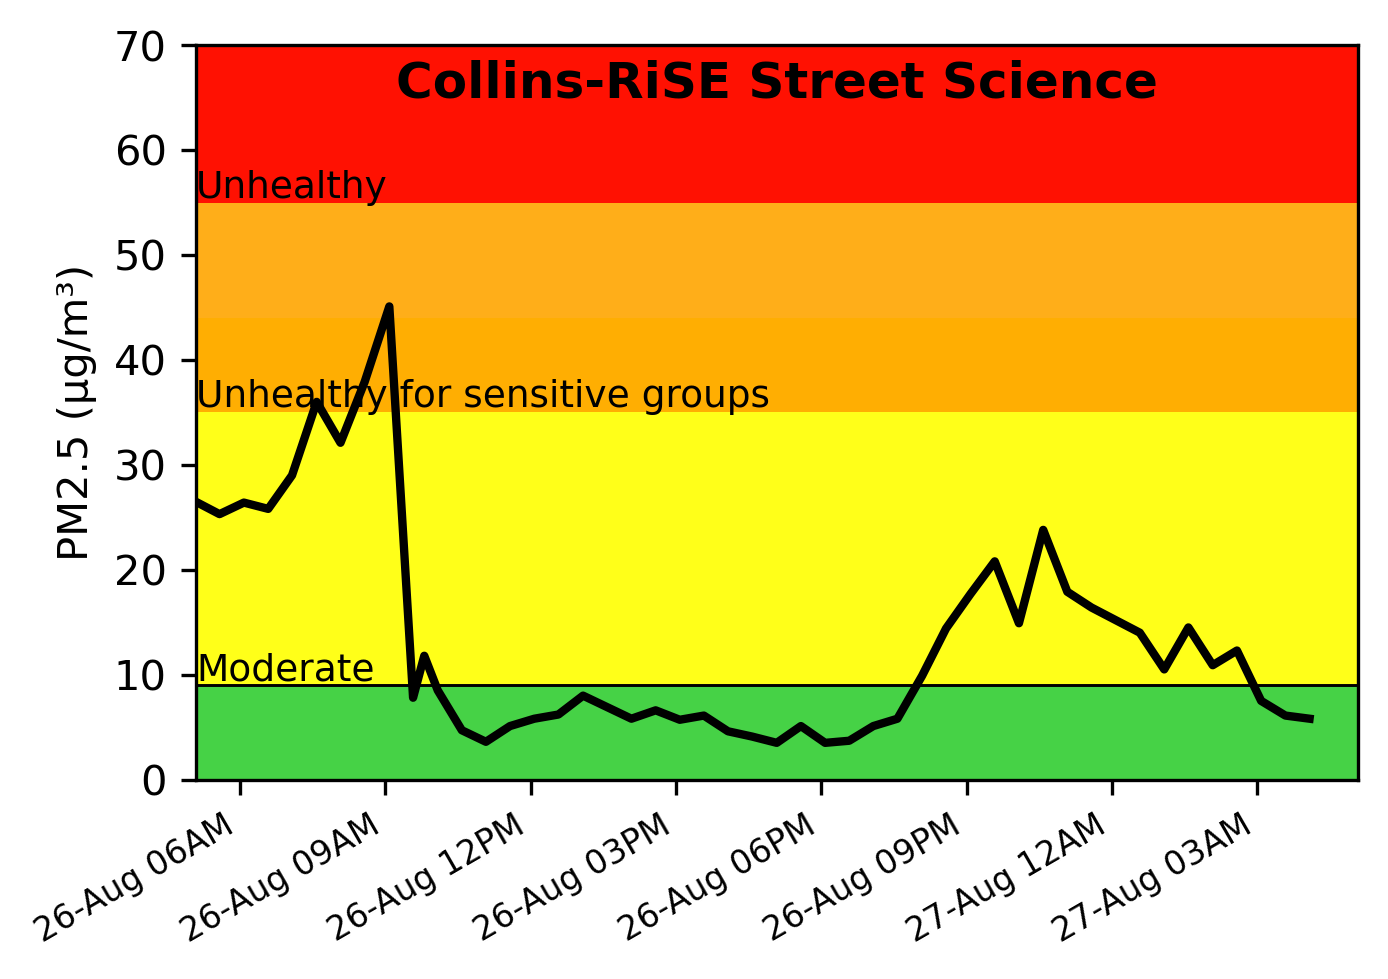 Collins-RiSE Street Science
70
60
50
40
30
20
10
0
PM2.5 (µg/m³)
Unhealthy
Unhealthy for sensitive groups
Moderate
26-Aug 06AM
26-Aug 09AM
26-Aug 12PM
26-Aug 03PM
26-Aug 06PM
26-Aug 09PM
27-Aug 12AM
27-Aug 03AM